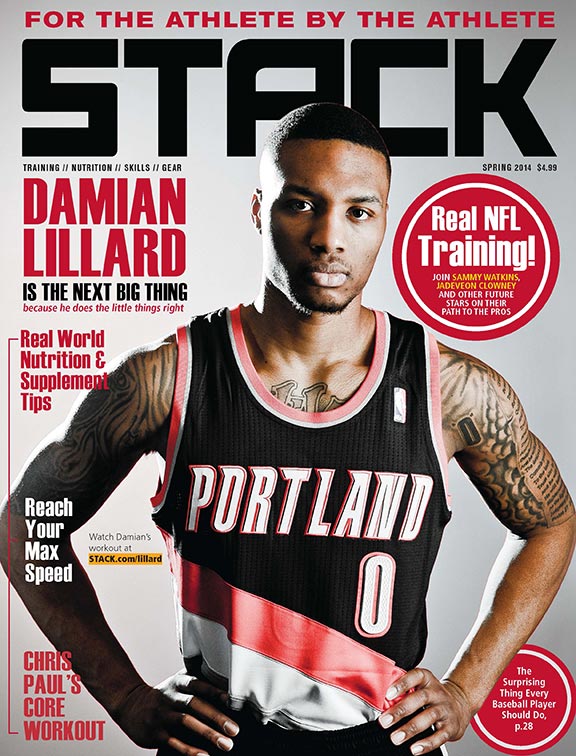 FOR THE ATHLETE BY THE ATHLETE
STACK
TRAINING // NUTRITION // SKILLS // GEAR
SPRING 2014 $4.99
DAMIAN
LILLARD
IS THE NEXT BIG THING
because he does the little things right
Real NFL
Training!
JOIN SAMMY WATKINS,
JADEVEON CLOWNEY
AND OTHER FUTURE
STARS ON THEIR
PATH TO THE PROS
Real World
Nutrition &
Supplement
Tips
Reach
Your
Max
Speed
Watch Damian's
workout at
STACK.com/lillard
PORTLAND
0
CHRIS
PAUL'S
CORE
WORKOUT
The
Surprising
Thing Every
Baseball Player
Should Do,
p.28